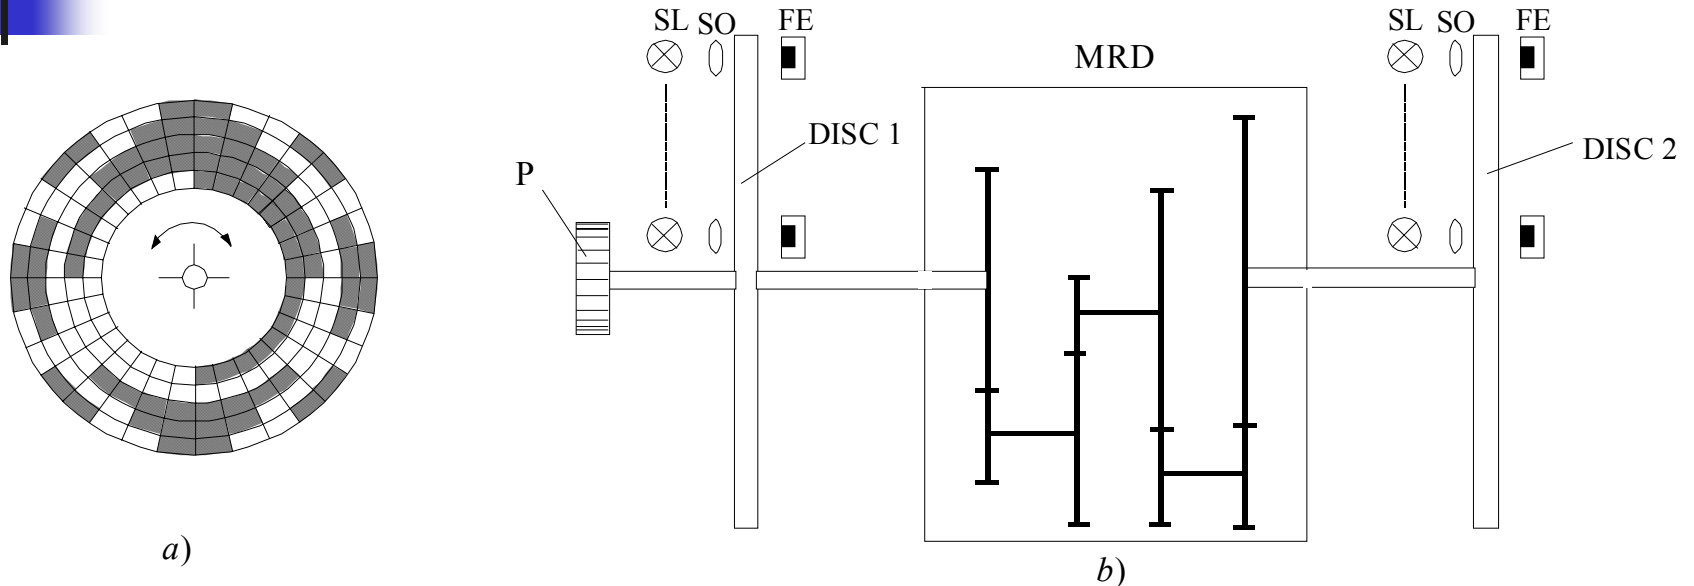 SL SO FE
SL SO FE
MRD
DISC 1
DISC 2
P
a)
b)